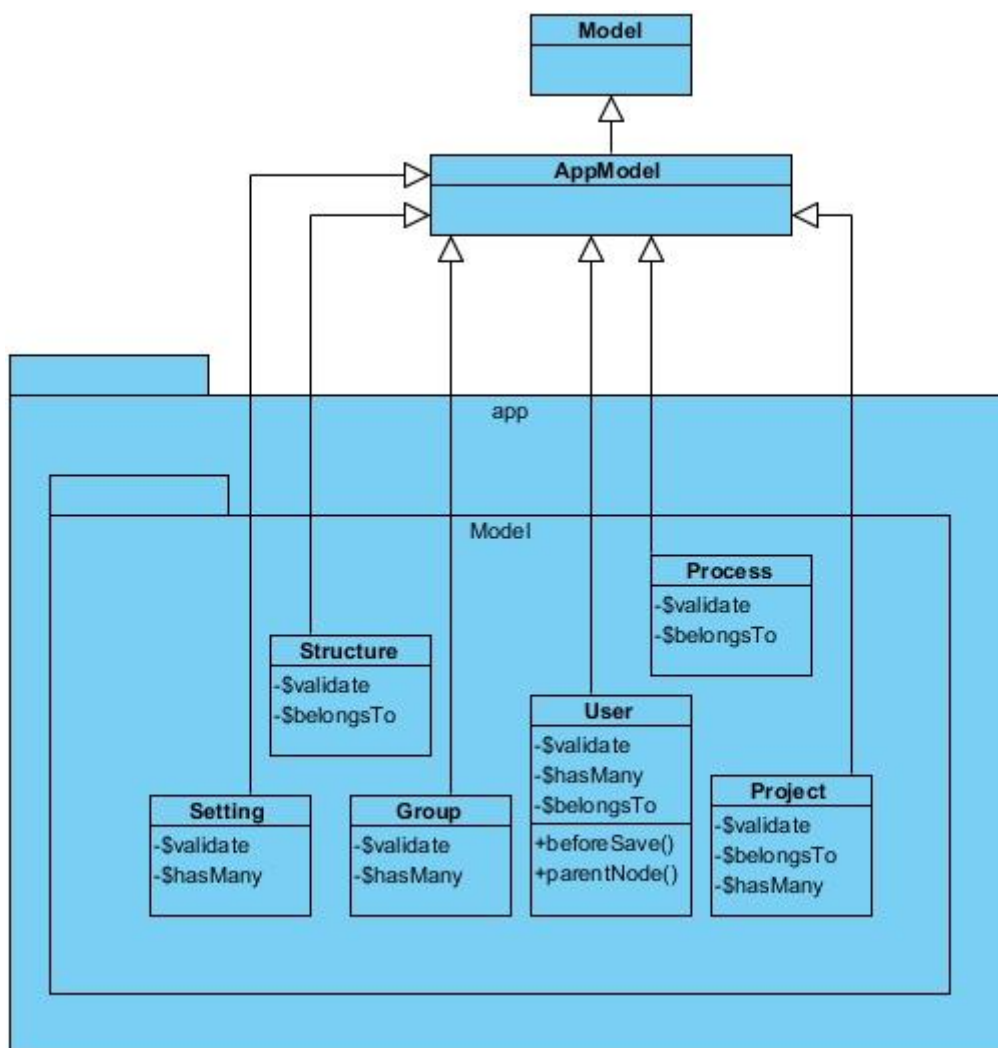 Model
AppModel
app
Model
Process
-$validate
-$belongsTo
Structure
-$validate
-$belongsTo
User
-$validate
-$hasMany
-$belongsTo
+beforeSave()
+parentNode()
Setting
-$validate
-$hasMany
Group
-$validate
-$hasMany
Project
-$validate
-$belongsTo
-$hasMany